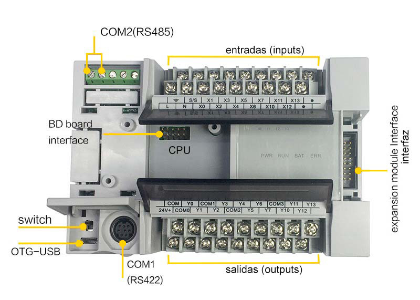 COM2(RS485)
entradas (inputs)
S/S X1 X3 X5 X7 X11 X13
L N X0 X2 X4 X6 X10 X12
BD board
interface
CPU
PWR RUN BAT ERR
expansion module Interface
interfaz
COM Y0 COM1 Y3 Y4 Y6 COM3 Y11 Y13
24V+ COM0 Y1 Y2 COM2 Y5 Y7 Y10 Y12
switch
OTG-USB
COM1
(RS422)
salidas (outputs)